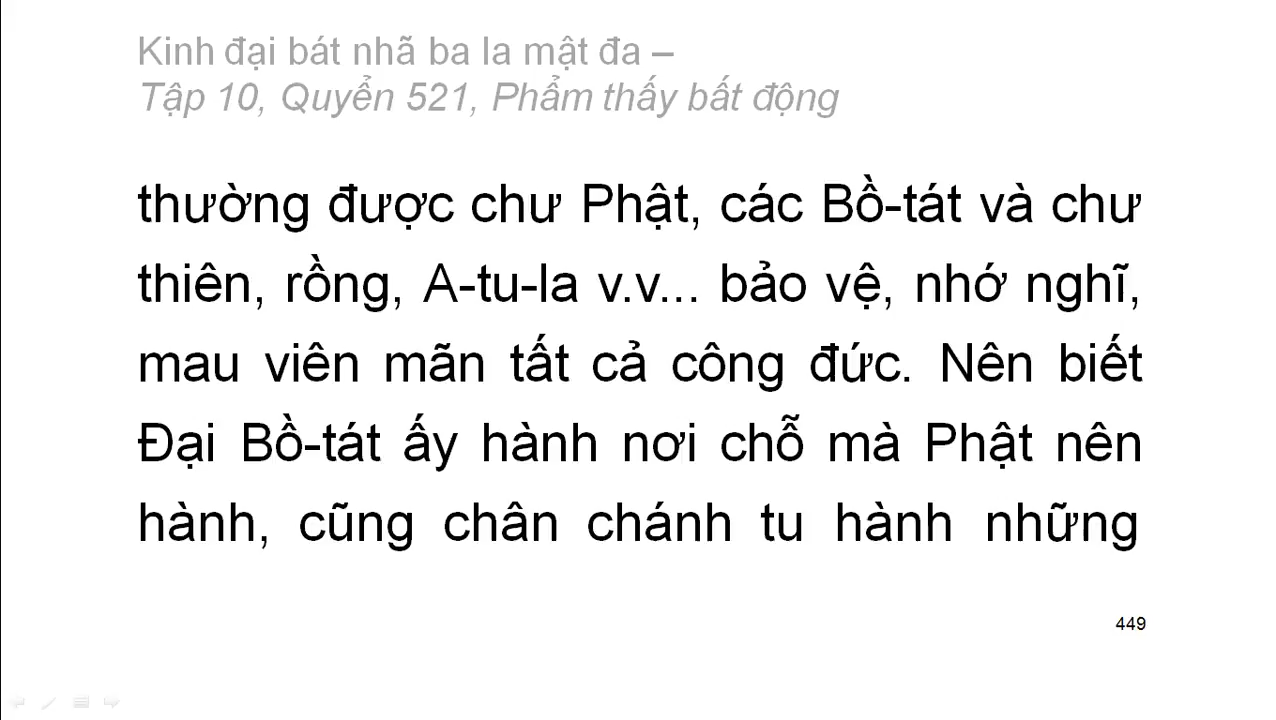 Kinh đại bát nhã ba la mật đa –
Tập 10, Quyển 521, Phẩm thấy bất động
thường được chư Phật, các Bồ-tát và chư
thiên, rồng, A-tu-la v.v... bảo vệ, nhớ nghĩ,
mau viên mãn tất cả công đức. Nên biết
Đại Bồ-tát ấy hành nơi chỗ mà Phật nên
hành, cũng chân chánh tu hành những
449